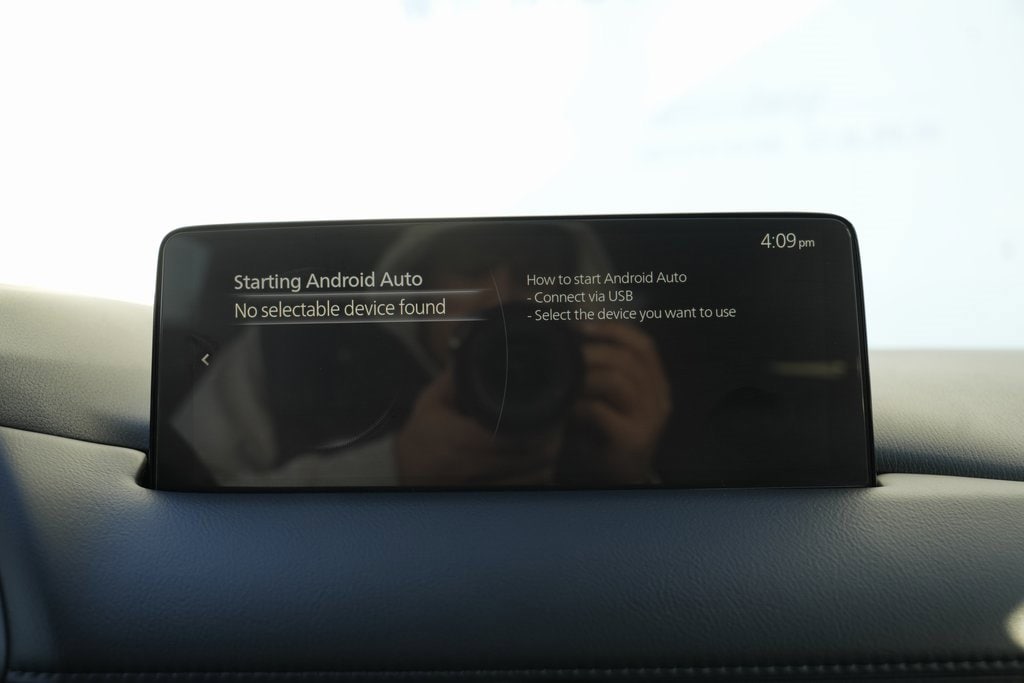 4:09 pm
Starting Android Auto
No selectable device found
How to start Android Auto
- Connect via USB
- Select the device you want to use